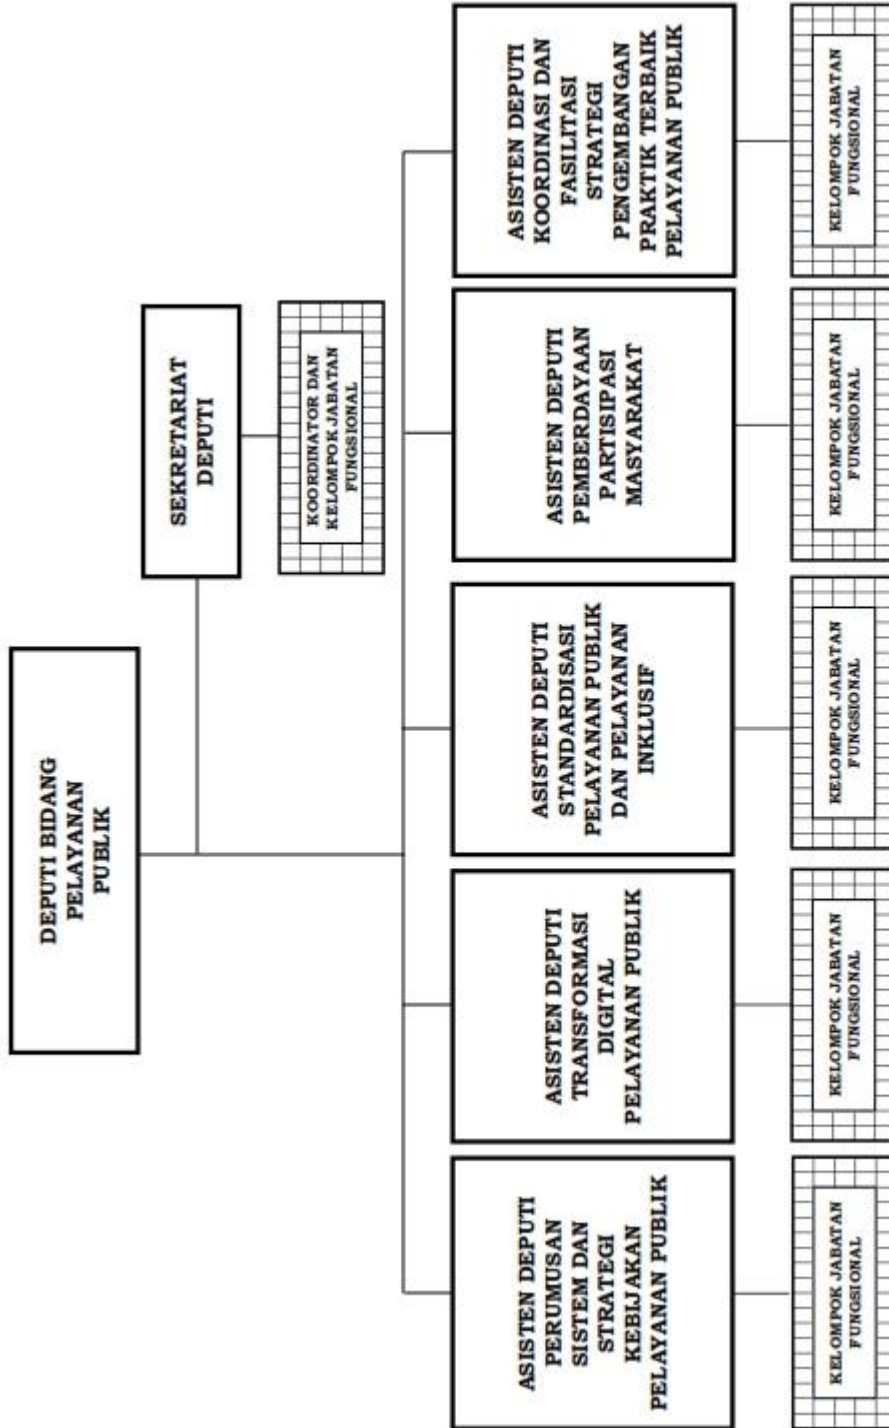 DEPUTI BIDANG
PELAYANAN
PUBLIK
SEKRETARIAT
DEPUTI
KOORDINATOR DAN
KELOMPOK JABATAN
FUNGSIONAL
ASISTEN DEPUTI
PERUMUSAN
SISTEM DAN
STRATEGI
KEBIJAKAN
PELAYANAN PUBLIK
ASISTEN DEPUTI
TRANSFORMASI
DIGITAL
PELAYANAN PUBLIK
ASISTEN DEPUTI
STANDARDISASI
PELAYANAN PUBLIK
DAN PELAYANAN
INKLUSIF
ASISTEN DEPUTI
PEMBERDAYAAN
PARTISIPASI
MASYARAKAT
ASISTEN DEPUTI
KOORDINASI DAN
FASILITASI
STRATEGI
PENGEMBANGAN
PRAKTIK TERBAIK
PELAYANAN PUBLIK
KELOMPOK JABATAN
FUNGSIONAL
KELOMPOK JABATAN
FUNGSIONAL
KELOMPOK JABATAN
FUNGSIONAL
KELOMPOK JABATAN
FUNGSIONAL
KELOMPOK JABATAN
FUNGSIONAL